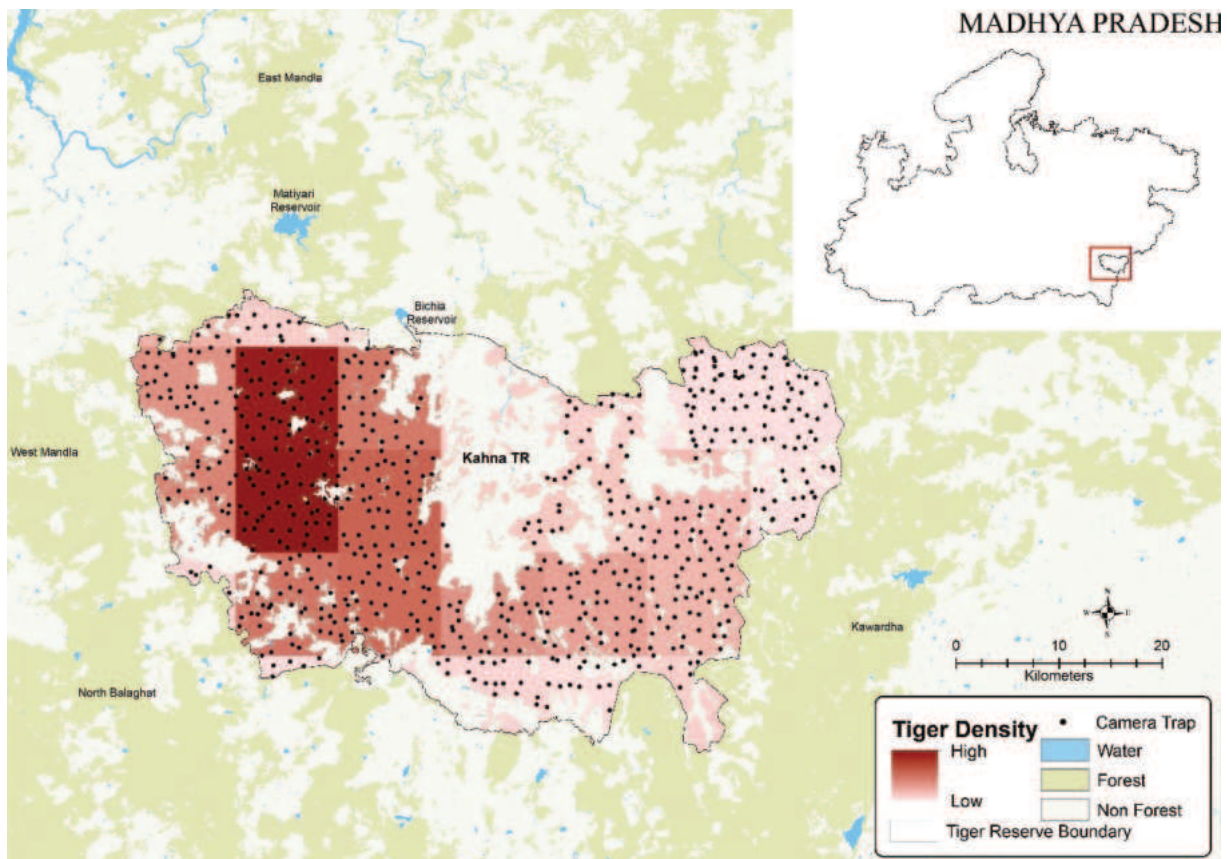 MADHYA PRADESH
East Mandla
Matiyari
Reservoir
Bichia
Reservoir
West Mandla
Kahna TR
Kawardha
North Balaghat
N
W E
S
0 10 20
Kilometers
Tiger Density
High
Low
Camera Trap
Water
Forest
Non Forest
Tiger Reserve Boundary